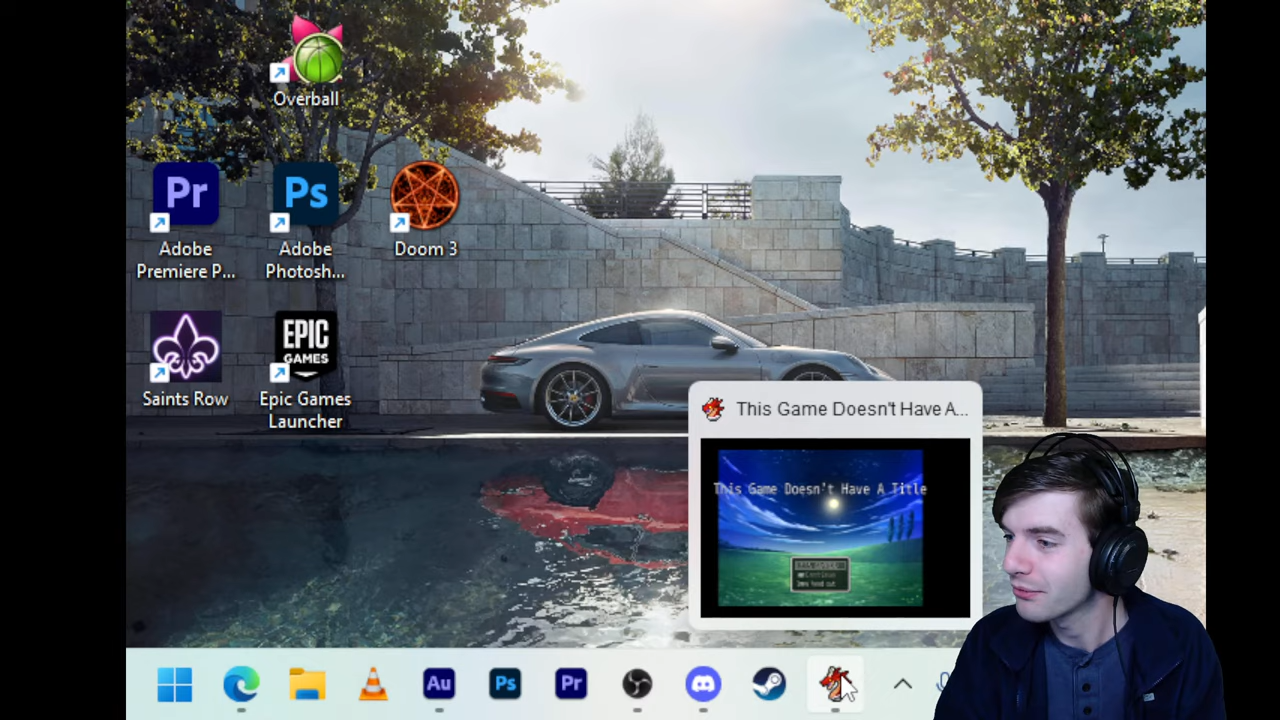 Overball
Pr
Adobe
Premiere P...
Ps
Adobe
Photosh...
Doom 3
Saints Row
EPIC
GAMES
Epic Games
Launcher
This Game Doesn't Have A...
This Game Doesn't Have A Title
Au
Ps
Pr